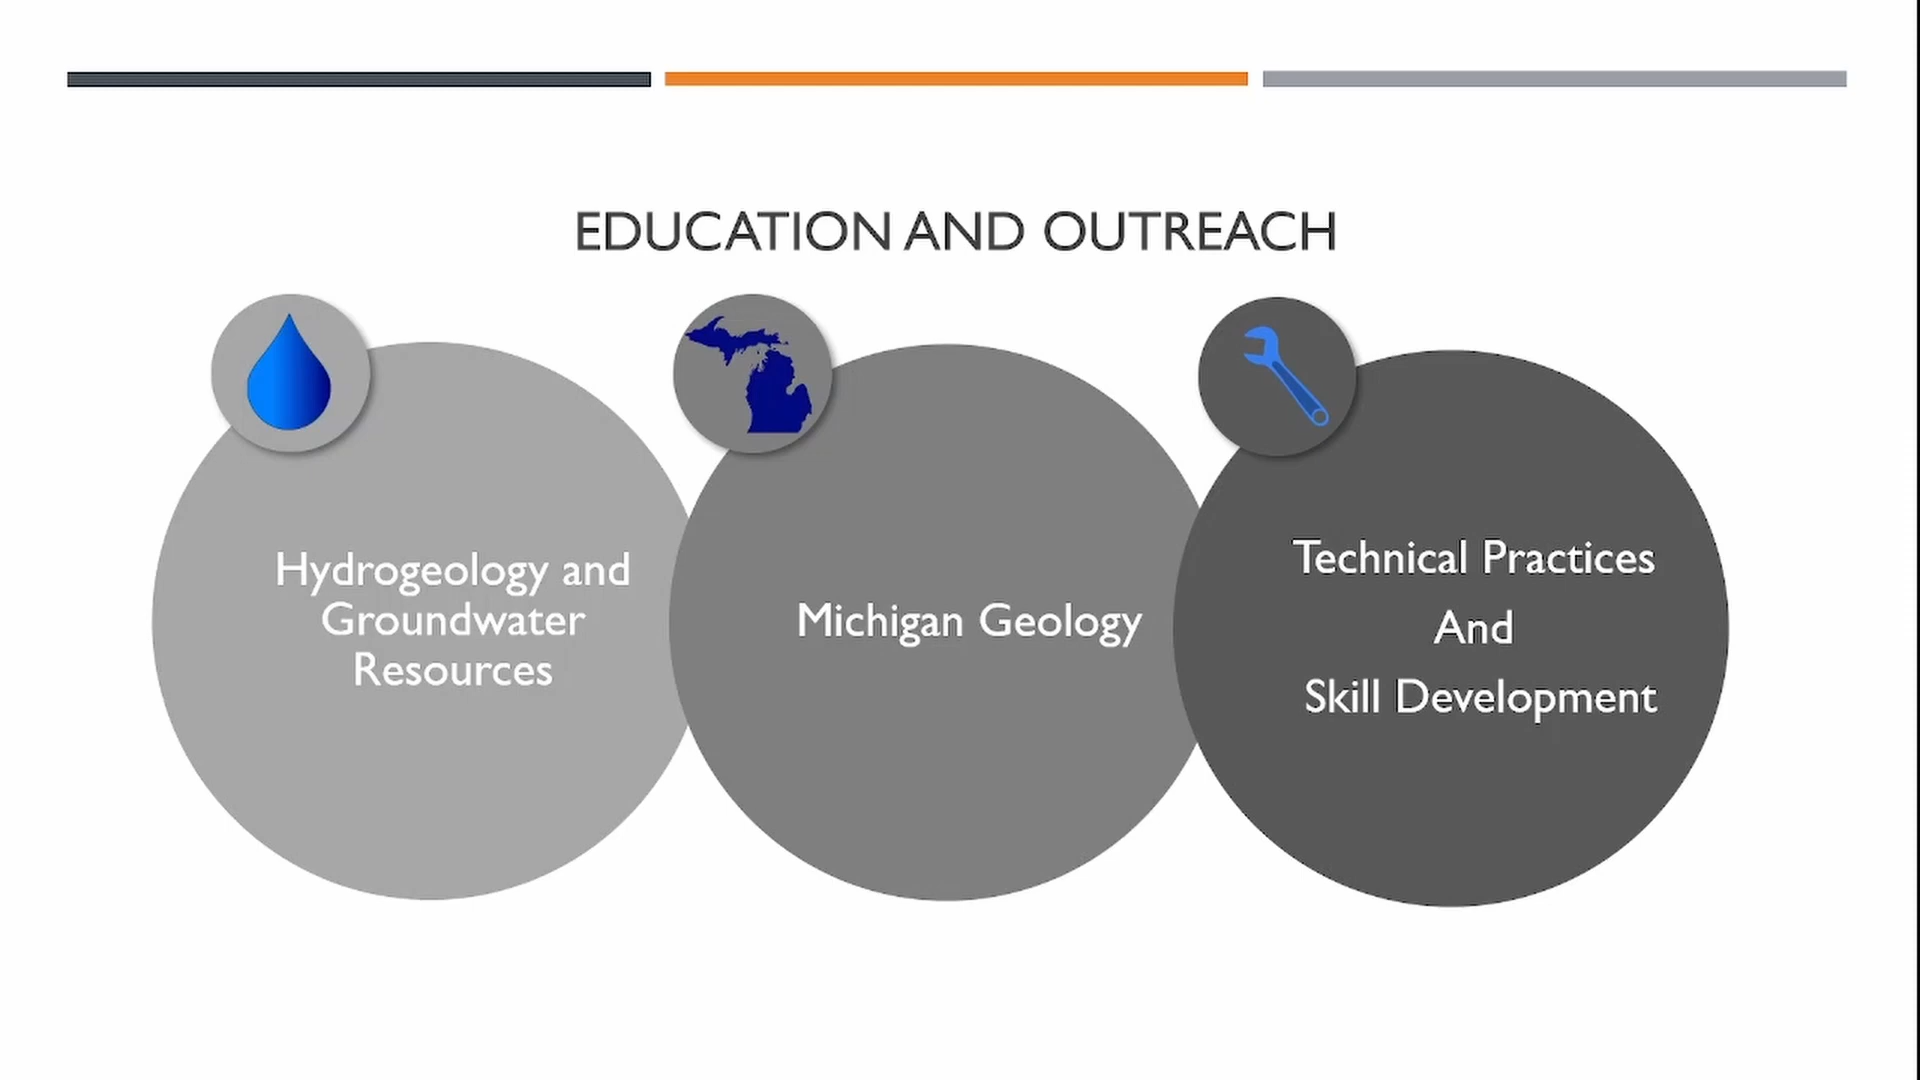 EDUCATION AND OUTREACH
Hydrogeology and
Groundwater
Resources
Michigan Geology
Technical Practices
And
Skill Development